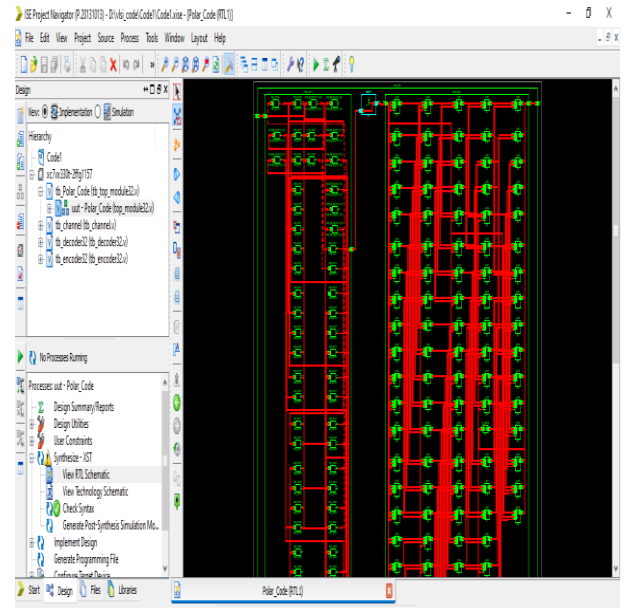 ISE Project Navigator (P.20131013) - D:\vlsi_code\Code1\Code1.xise - [Polar_Code (RTL1)]
File Edit View Project Source Process Tools Window Layout Help
Design
View: Implementation Simulation
Hierarchy
Code1
xc7vx330t-2ffg1157
tb_Polar_Code (tb_top_module32.v)
uut - Polar_Code (top_module32.v)
tb_channel (tb_channel.v)
tb_decoder32 (tb_decoder32.v)
tb_encoder32 (tb_encoder32.v)
No Processes Running
Processes: uut - Polar_Code
Design Summary/Reports
Design Utilities
User Constraints
Synthesize - XST
View RTL Schematic
View Technology Schematic
Check Syntax
Generate Post-Synthesis Simulation Mo...
Implement Design
Generate Programming File
Configure Target Device
Start Design Files Libraries
Polar_Code (RTL1)